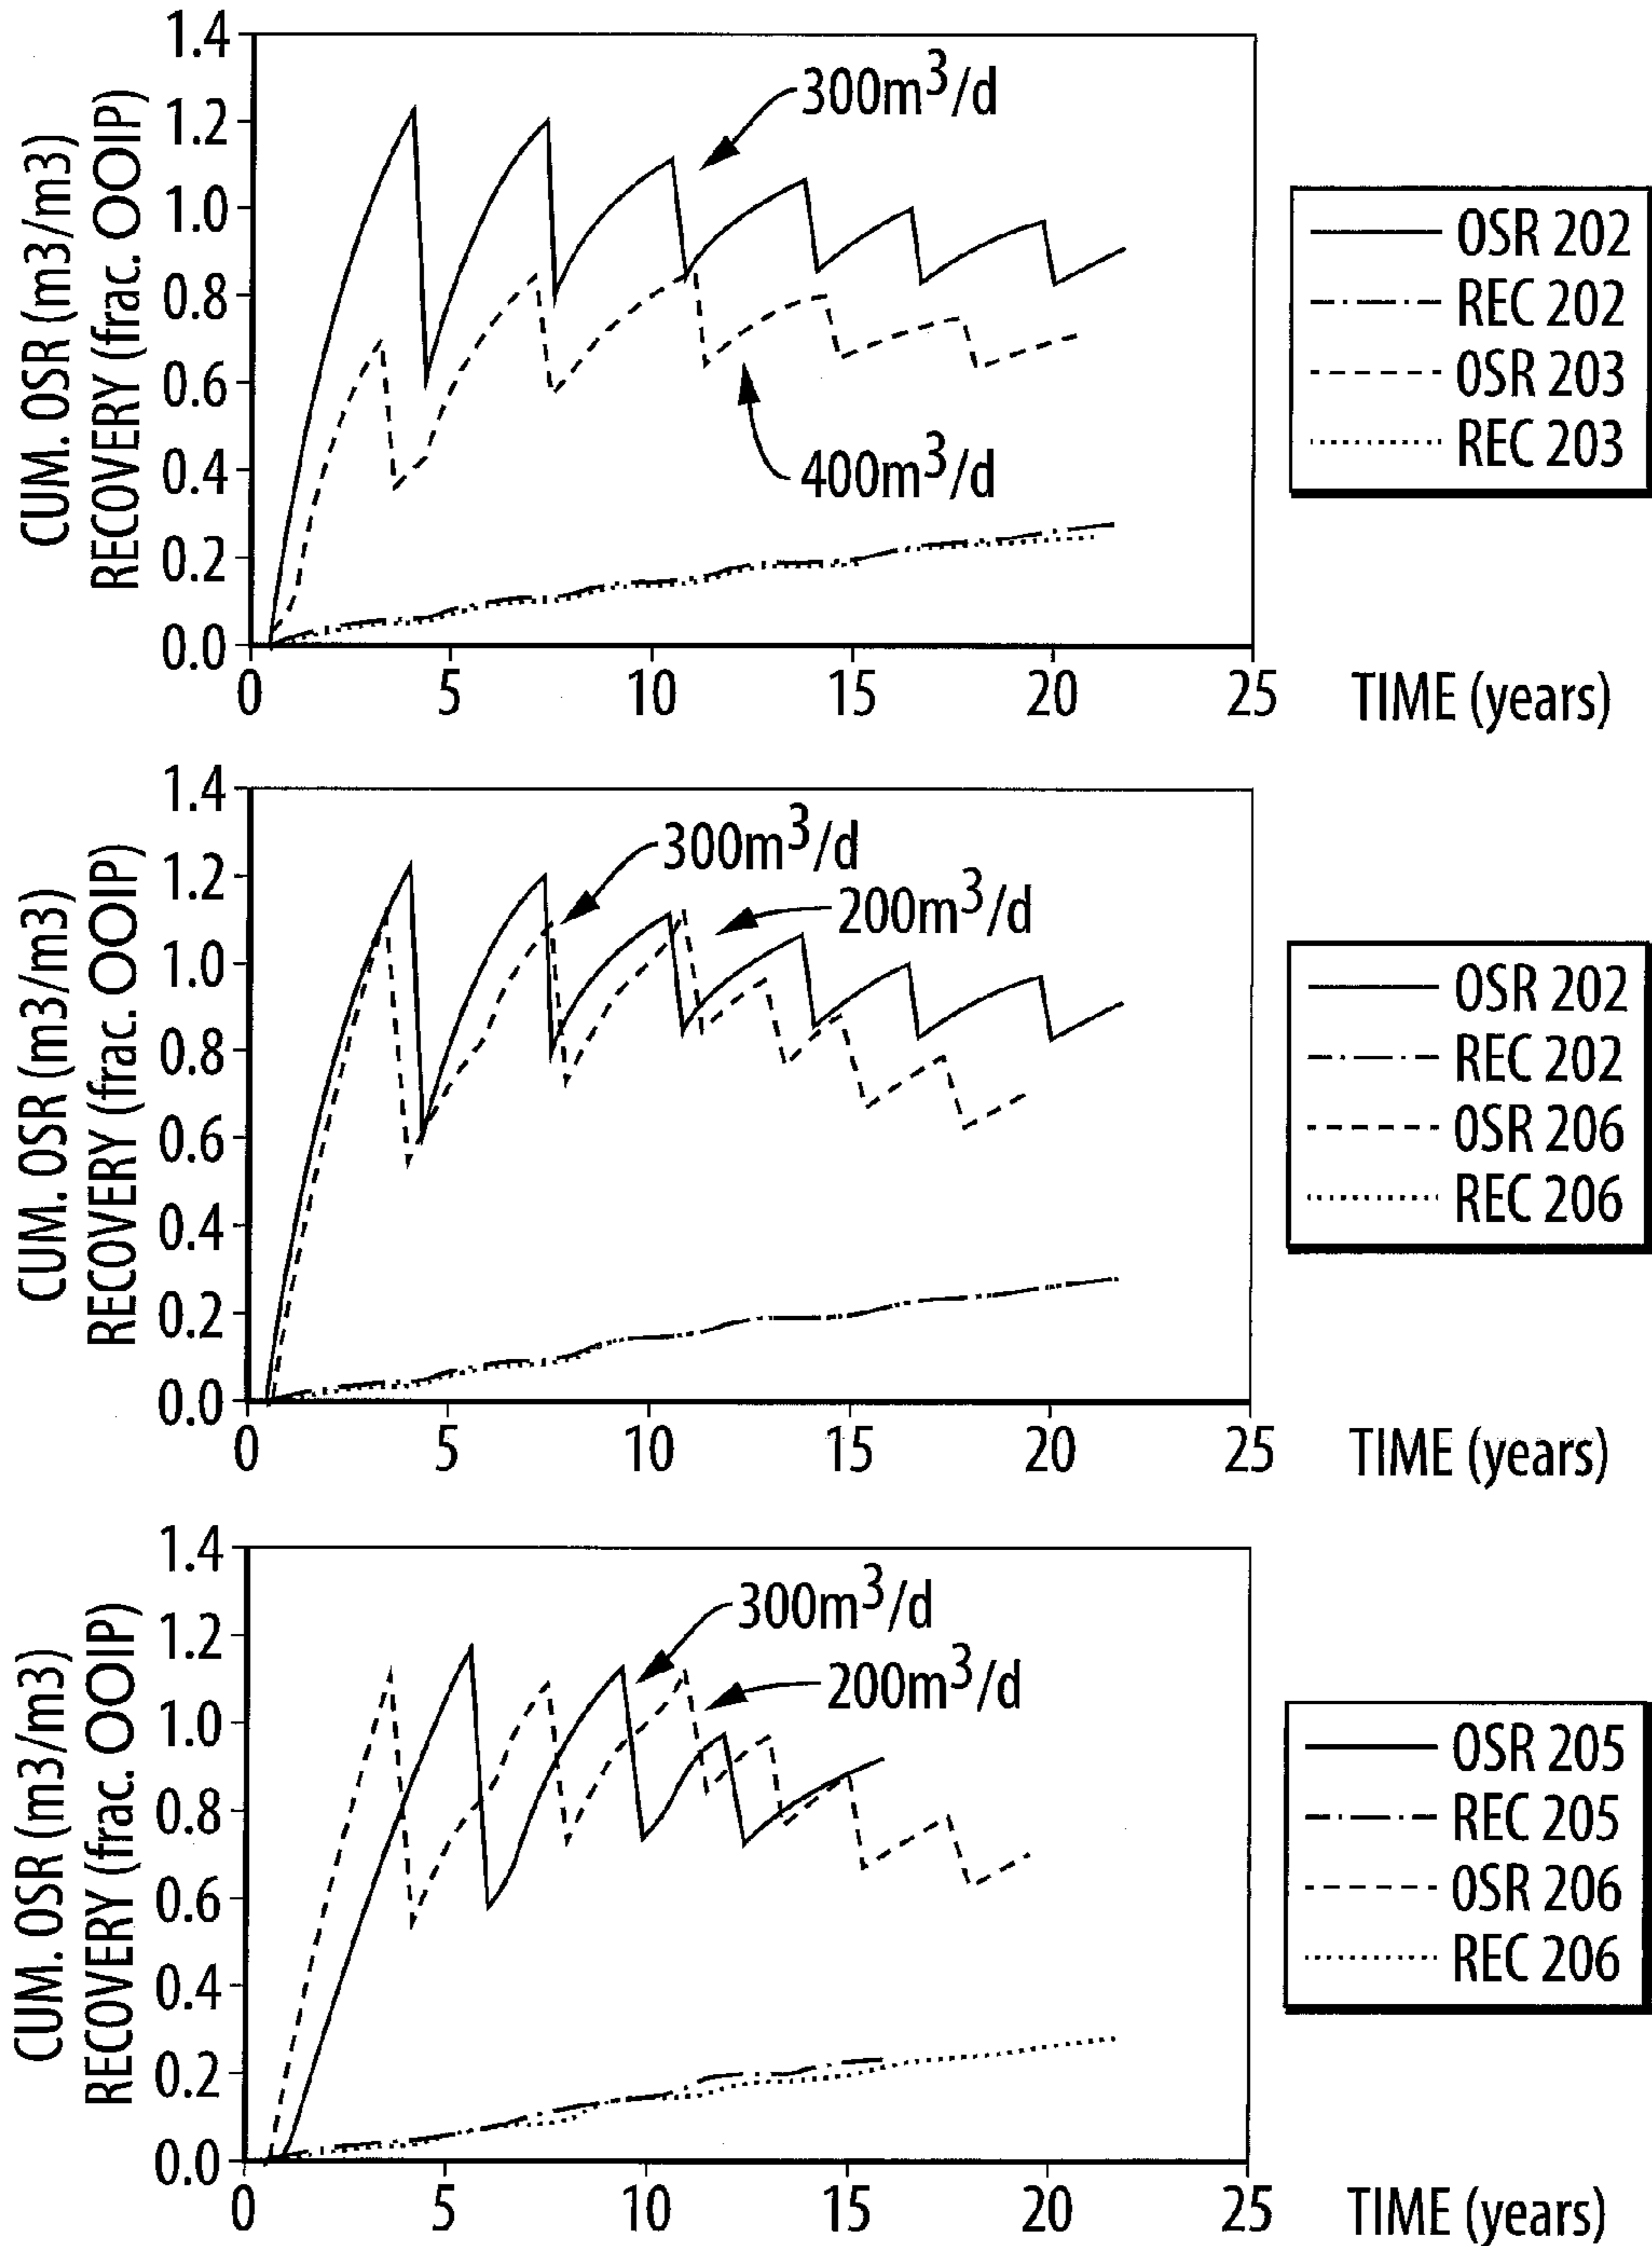 CUM. OSR (m3/m3)
RECOVERY (frac. OOIP)
1.4
1.2
1.0
0.8
0.6
0.4
0.2
0.0
0 5 10 15 20 25
TIME (years)
300m³/d
400m³/d
OSR 202
REC 202
OSR 203
REC 203
CUM. OSR (m3/m3)
RECOVERY (frac. OOIP)
1.4
1.2
1.0
0.8
0.6
0.4
0.2
0.0
0 5 10 15 20 25
TIME (years)
300m³/d
200m³/d
OSR 202
REC 202
OSR 206
REC 206
CUM. OSR (m3/m3)
RECOVERY (frac. OOIP)
1.4
1.2
1.0
0.8
0.6
0.4
0.2
0.0
0 5 10 15 20 25
TIME (years)
300m³/d
200m³/d
OSR 205
REC 205
OSR 206
REC 206